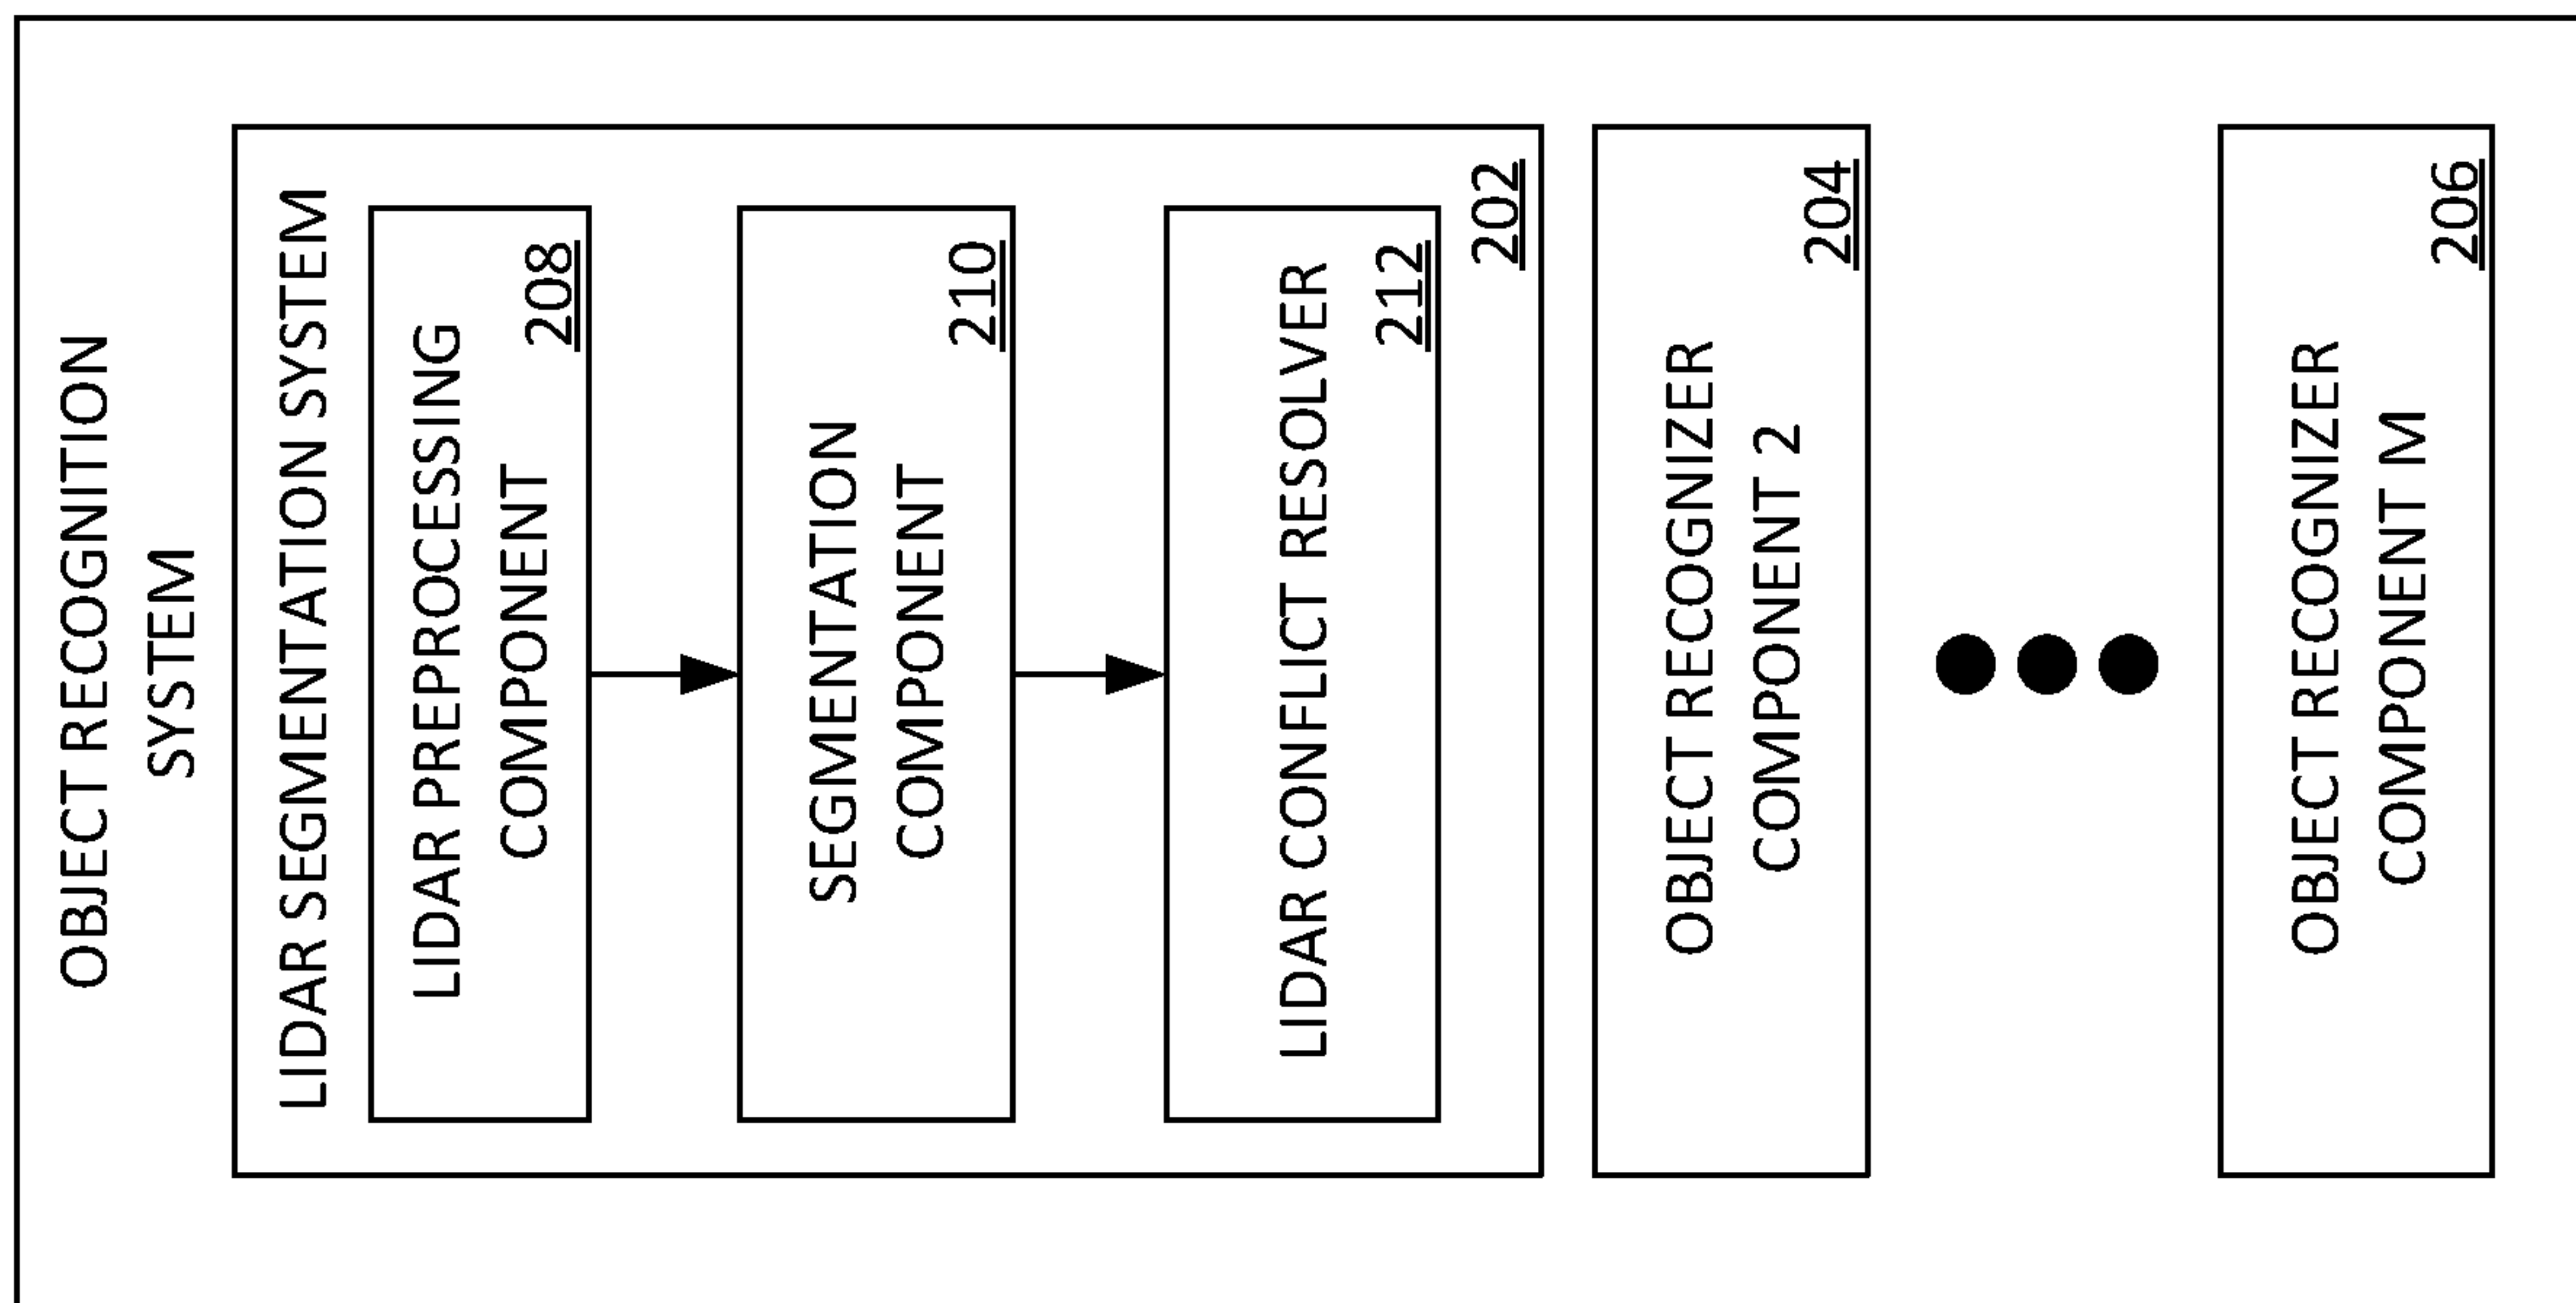 OBJECT RECOGNITION
SYSTEM
LIDAR SEGMENTATION SYSTEM
LIDAR PREPROCESSING
COMPONENT
208
SEGMENTATION
COMPONENT
210
LIDAR CONFLICT RESOLVER
212
202
OBJECT RECOGNIZER
COMPONENT 2
204
OBJECT RECOGNIZER
COMPONENT M
206